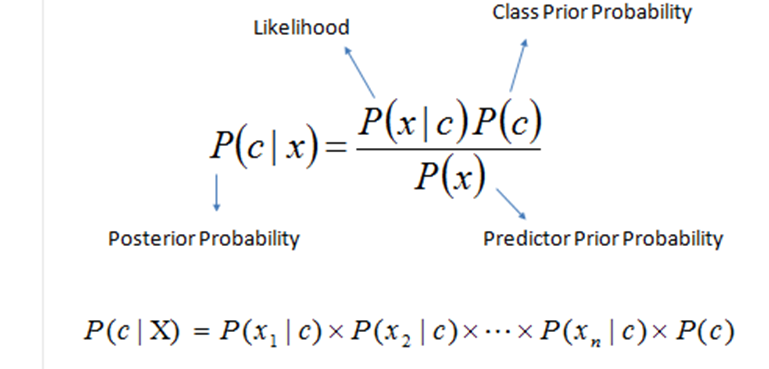 Likelihood
Class Prior Probability
P(c | x) = P(x | c)P(c) / P(x)
Posterior Probability
Predictor Prior Probability
P(c | X) = P(x₁ | c) × P(x₂ | c) × ··· × P(xₙ | c) × P(c)